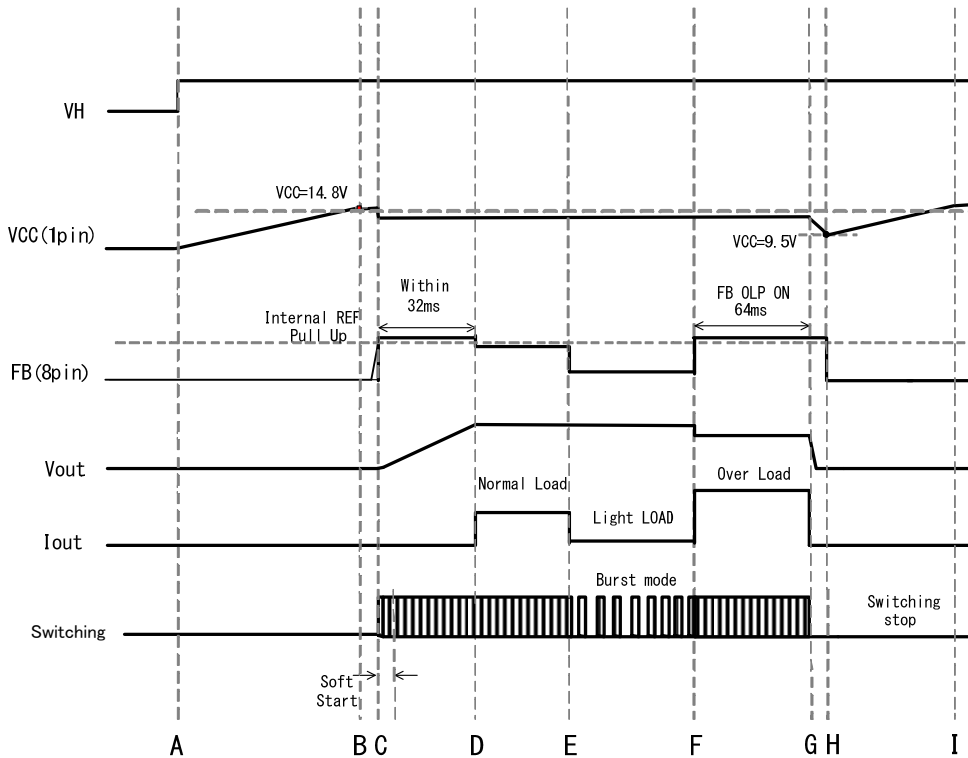 VH
VCC=14.8V
VCC(1pin)
VCC=9.5V
Within
32ms
FB OLP ON
64ms
Internal REF
Pull Up
FB(8pin)
Vout
Normal Load
Over Load
Iout
Light LOAD
Burst mode
Switching
Switching
stop
Soft
Start
A B C D E F G H I